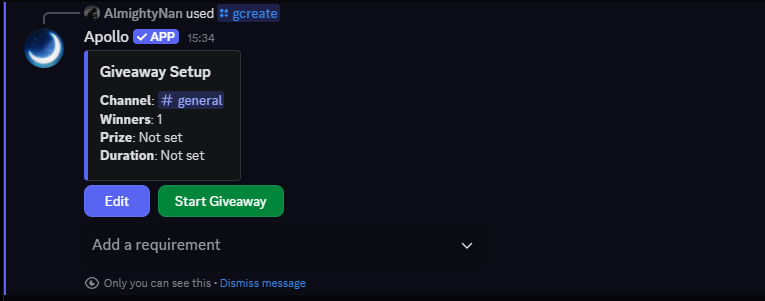 AlmightyNan used gcreate
Apollo ✓ APP 15:34
Giveaway Setup
Channel: # general
Winners: 1
Prize: Not set
Duration: Not set
Edit Start Giveaway
Add a requirement
Only you can see this • Dismiss message